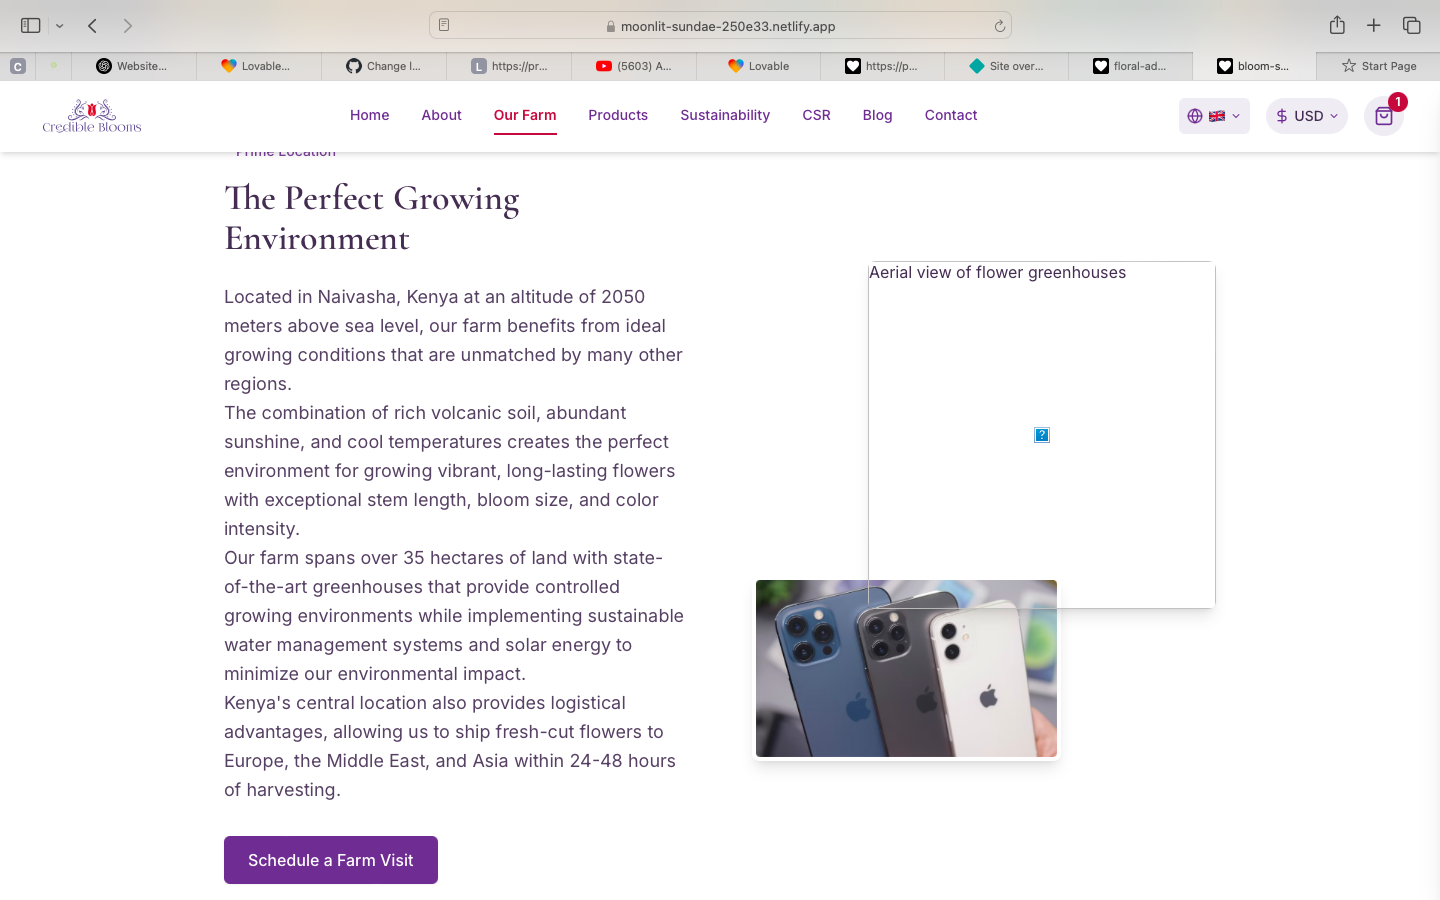 moonlit-sundae-250e33.netlify.app
C
Website...
Lovable...
Change l...
L
https://pr...
(5603) A...
Lovable
https://p...
Site over...
floral-ad...
bloom-s...
Start Page
Credible Blooms
Home
About
Our Farm
Products
Sustainability
CSR
Blog
Contact
$ USD
1
Prime Location
The Perfect Growing
Environment
Located in Naivasha, Kenya at an altitude of 2050
meters above sea level, our farm benefits from ideal
growing conditions that are unmatched by many other
regions.
The combination of rich volcanic soil, abundant
sunshine, and cool temperatures creates the perfect
environment for growing vibrant, long-lasting flowers
with exceptional stem length, bloom size, and color
intensity.
Our farm spans over 35 hectares of land with state-
of-the-art greenhouses that provide controlled
growing environments while implementing sustainable
water management systems and solar energy to
minimize our environmental impact.
Kenya's central location also provides logistical
advantages, allowing us to ship fresh-cut flowers to
Europe, the Middle East, and Asia within 24-48 hours
of harvesting.
Schedule a Farm Visit
Aerial view of flower greenhouses
?